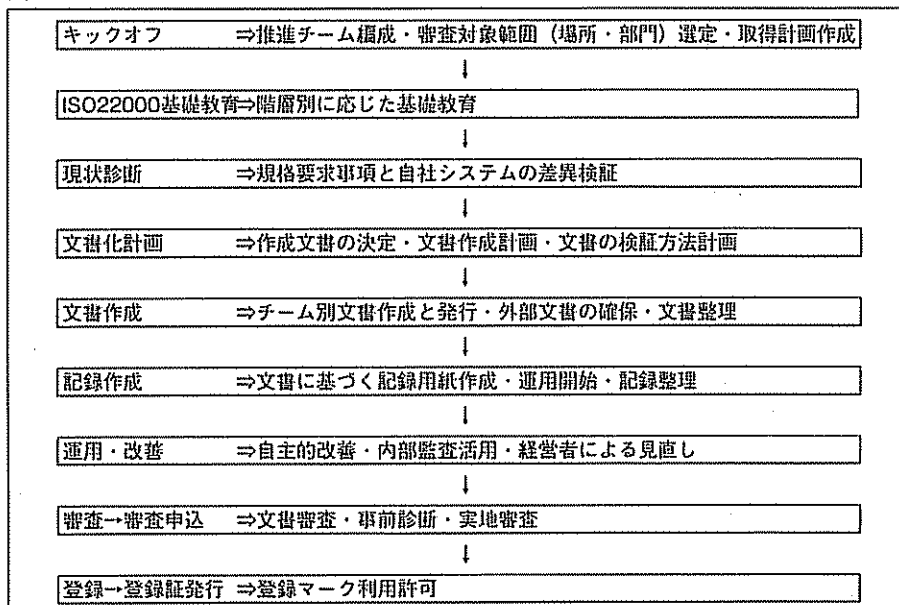 キックオフ ⇒推進チーム編成・審査対象範囲（場所・部門）選定・取得計画作成
↓
ISO22000基礎教育⇒階層別に応じた基礎教育
↓
現状診断 ⇒規格要求事項と自社システムの差異検証
↓
文書化計画 ⇒作成文書の決定・文書作成計画・文書の検証方法計画
↓
文書作成 ⇒チーム別文書作成と発行・外部文書の確保・文書整理
↓
記録作成 ⇒文書に基づく記録用紙作成・運用開始・記録整理
↓
運用・改善 ⇒自主的改善・内部監査活用・経営者による見直し
↓
審査→審査申込 ⇒文書審査・事前診断・実地審査
↓
登録→登録証発行 ⇒登録マーク利用許可